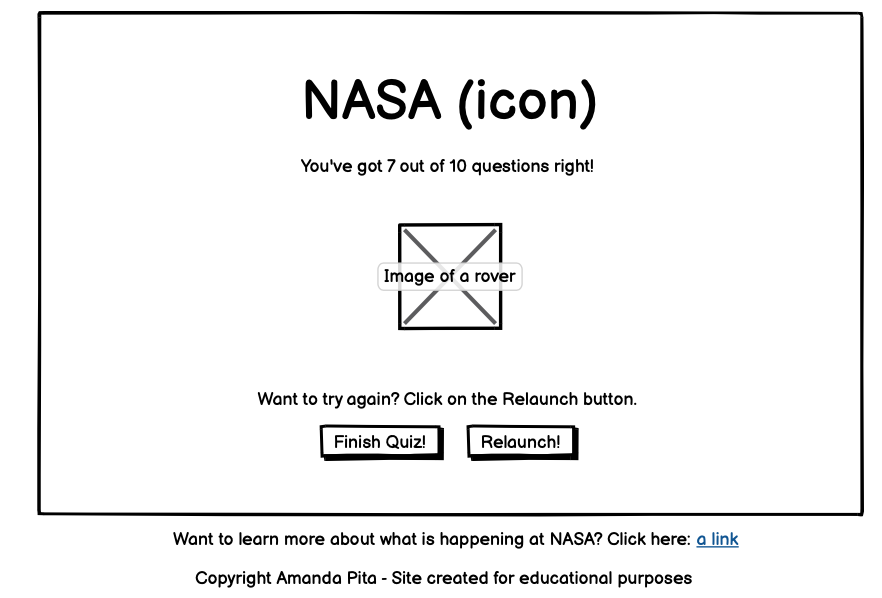 NASA (icon)
You've got 7 out of 10 questions right!
Image of a rover
Want to try again? Click on the Relaunch button.
Finish Quiz! Relaunch!
Want to learn more about what is happening at NASA? Click here: a link
Copyright Amanda Pita - Site created for educational purposes